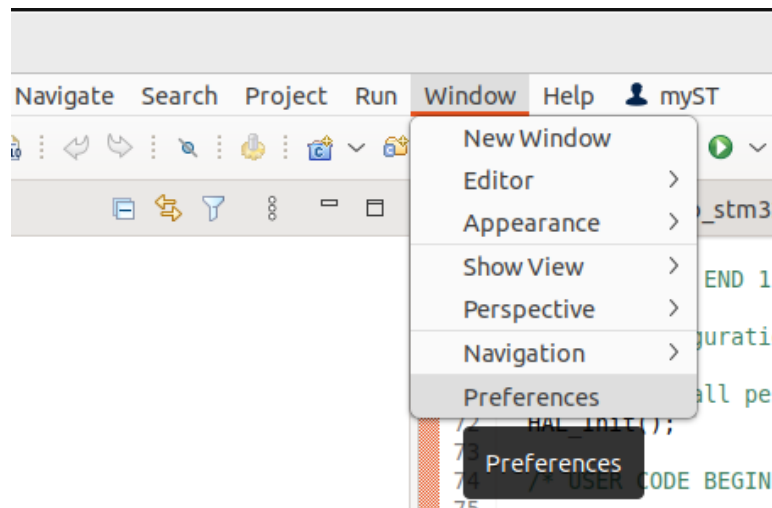 Navigate Search Project Run Window Help myST
New Window
Editor
Appearance
_stm3
Show View
END 1
Perspective
gurati
Navigation
Preferences
all pe
72 HAL_Init();
73
Preferences
74 /* USER CODE BEGIN
75